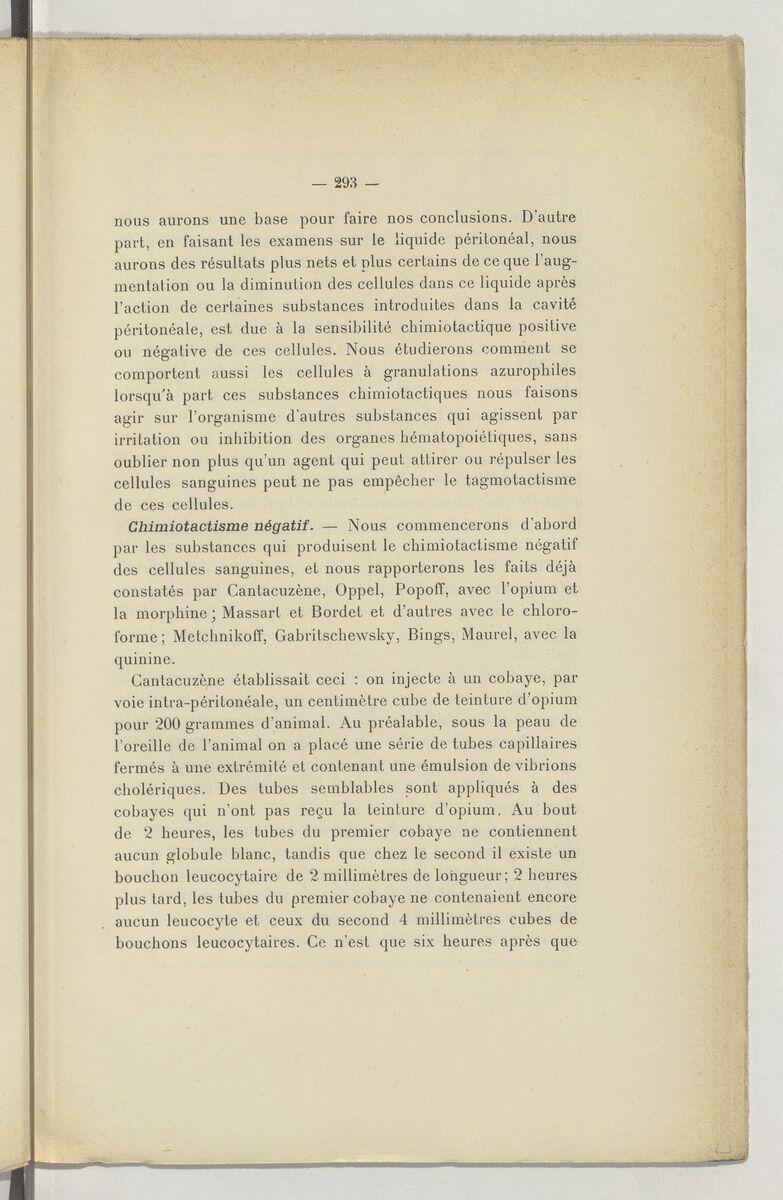 — 293 —
nous aurons une base pour faire nos conclusions. D'autre
part, en faisant les examens sur le liquide péritonéal, nous
aurons des résultats plus nets et plus certains de ce que l'aug-
mentation ou la diminution des cellules dans ce liquide après
l'action de certaines substances introduites dans la cavité
péritonéale, est due à la sensibilité chimiotactique positive
ou négative de ces cellules. Nous étudierons comment se
comportent aussi les cellules à granulations azurophiles
lorsqu'à part ces substances chimiotactiques nous faisons
agir sur l'organisme d'autres substances qui agissent par
irritation ou inhibition des organes hématopoiétiques, sans
oublier non plus qu'un agent qui peut attirer ou répulser les
cellules sanguines peut ne pas empêcher le tagmotactisme
de ces cellules.
Chimiotactisme négatif. — Nous commencerons d'abord
par les substances qui produisent le chimiotactisme négatif
des cellules sanguines, et nous rapporterons les faits déjà
constatés par Cantacuzène, Oppel, Popoff, avec l'opium et
la morphine ; Massart et Bordet et d'autres avec le chloro-
forme ; Metchnikoff, Gabritschewsky, Bings, Maurel, avec la
quinine.
Cantacuzène établissait ceci : on injecte à un cobaye, par
voie intra-péritonéale, un centimètre cube de teinture d'opium
pour 200 grammes d'animal. Au préalable, sous la peau de
l'oreille de l'animal on a placé une série de tubes capillaires
fermés à une extrémité et contenant une émulsion de vibrions
cholériques. Des tubes semblables sont appliqués à des
cobayes qui n'ont pas reçu la teinture d'opium. Au bout
de 2 heures, les tubes du premier cobaye ne contiennent
aucun globule blanc, tandis que chez le second il existe un
bouchon leucocytaire de 2 millimètres de longueur ; 2 heures
plus tard, les tubes du premier cobaye ne contenaient encore
aucun leucocyte et ceux du second 4 millimètres cubes de
bouchons leucocytaires. Ce n'est que six heures après que